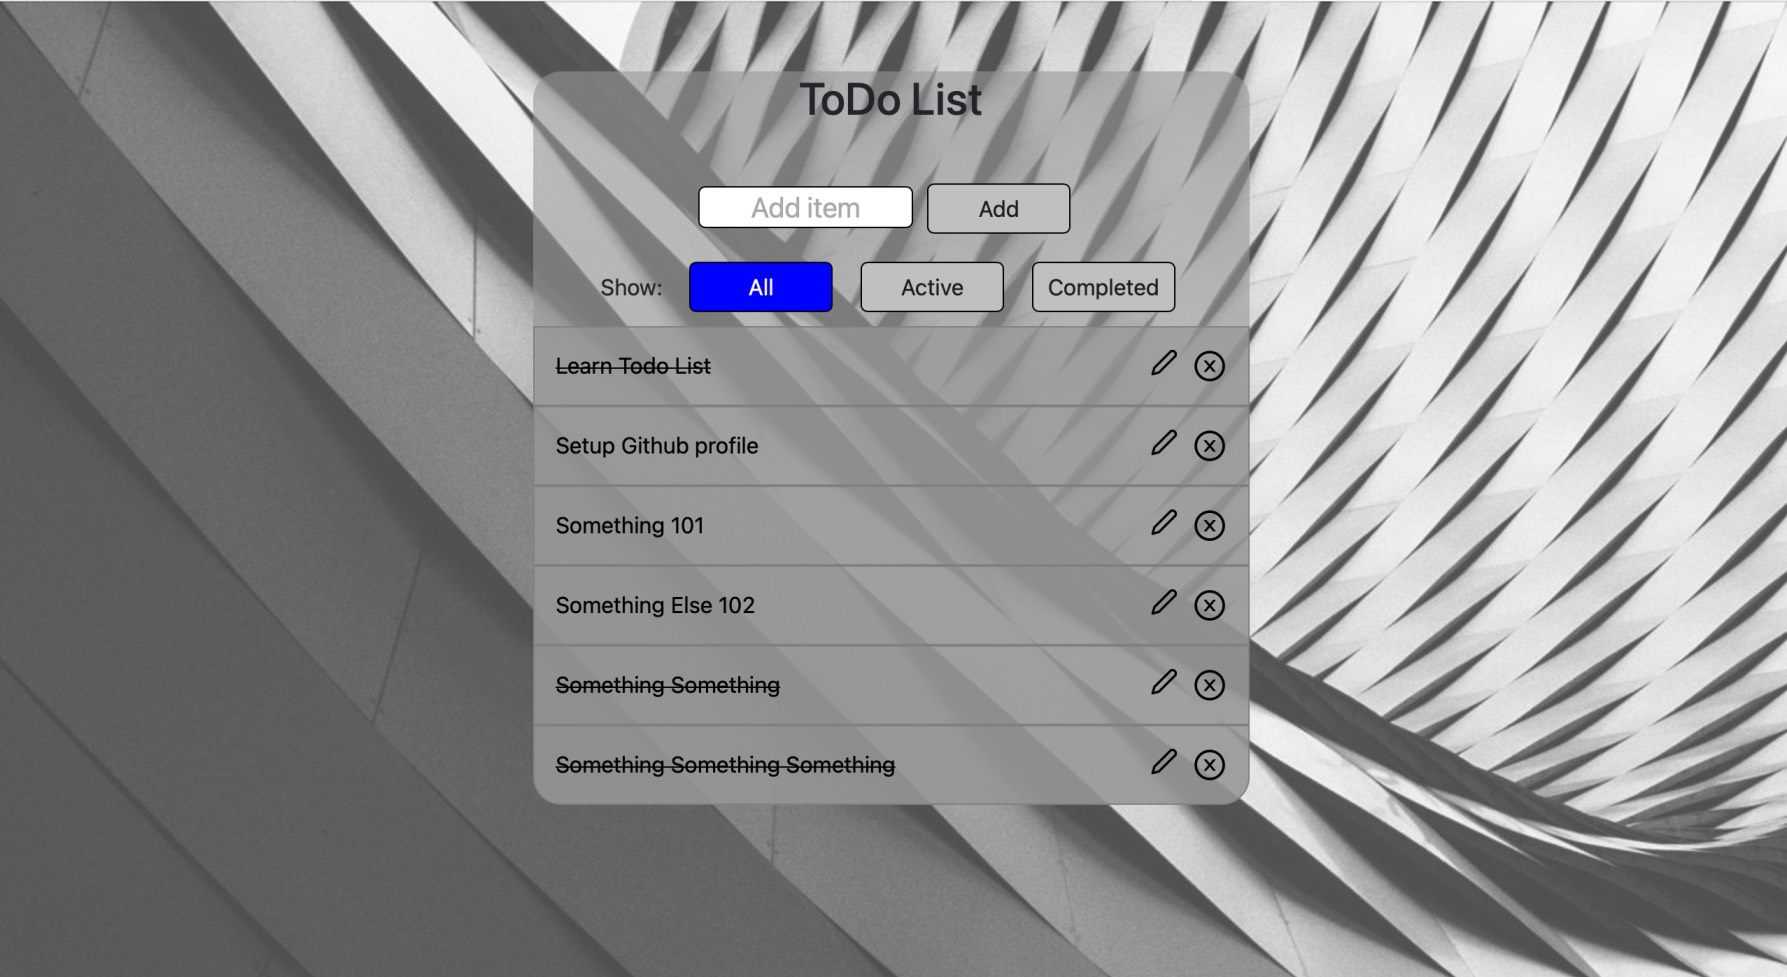 ToDo List
Add item Add
Show: All Active Completed
Learn Todo List
Setup Github profile
Something 101
Something Else 102
Something Something
Something Something Something